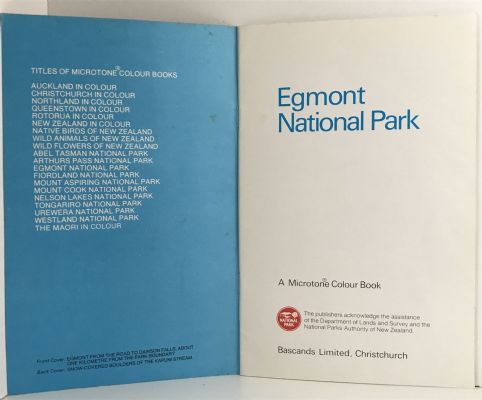 TITLES OF MICROTONE® COLOUR BOOKS
AUCKLAND IN COLOUR
CHRISTCHURCH IN COLOUR
NORTHLAND IN COLOUR
QUEENSTOWN IN COLOUR
ROTORUA IN COLOUR
NEW ZEALAND IN COLOUR
NATIVE BIRDS OF NEW ZEALAND
WILD ANIMALS OF NEW ZEALAND
WILD FLOWERS OF NEW ZEALAND
ABEL TASMAN NATIONAL PARK
ARTHURS PASS NATIONAL PARK
EGMONT NATIONAL PARK
FIORDLAND NATIONAL PARK
MOUNT ASPIRING NATIONAL PARK
MOUNT COOK NATIONAL PARK
NELSON LAKES NATIONAL PARK
TONGARIRO NATIONAL PARK
UREWERA NATIONAL PARK
WESTLAND NATIONAL PARK
THE MAORI IN COLOUR
Front Cover: EGMONT FROM THE ROAD TO DAWSON FALLS, ABOUT
ONE KILOMETRE FROM THE PARK BOUNDARY
Back Cover: SNOW-COVERED BOULDERS OF THE KAPUNI STREAM.
Egmont
National Park
A Microtone® Colour Book
NATIONAL
PARK
The publishers acknowledge the assistance
of the Department of Lands and Survey and the
National Parks Authority of New Zealand.
Bascands Limited, Christchurch